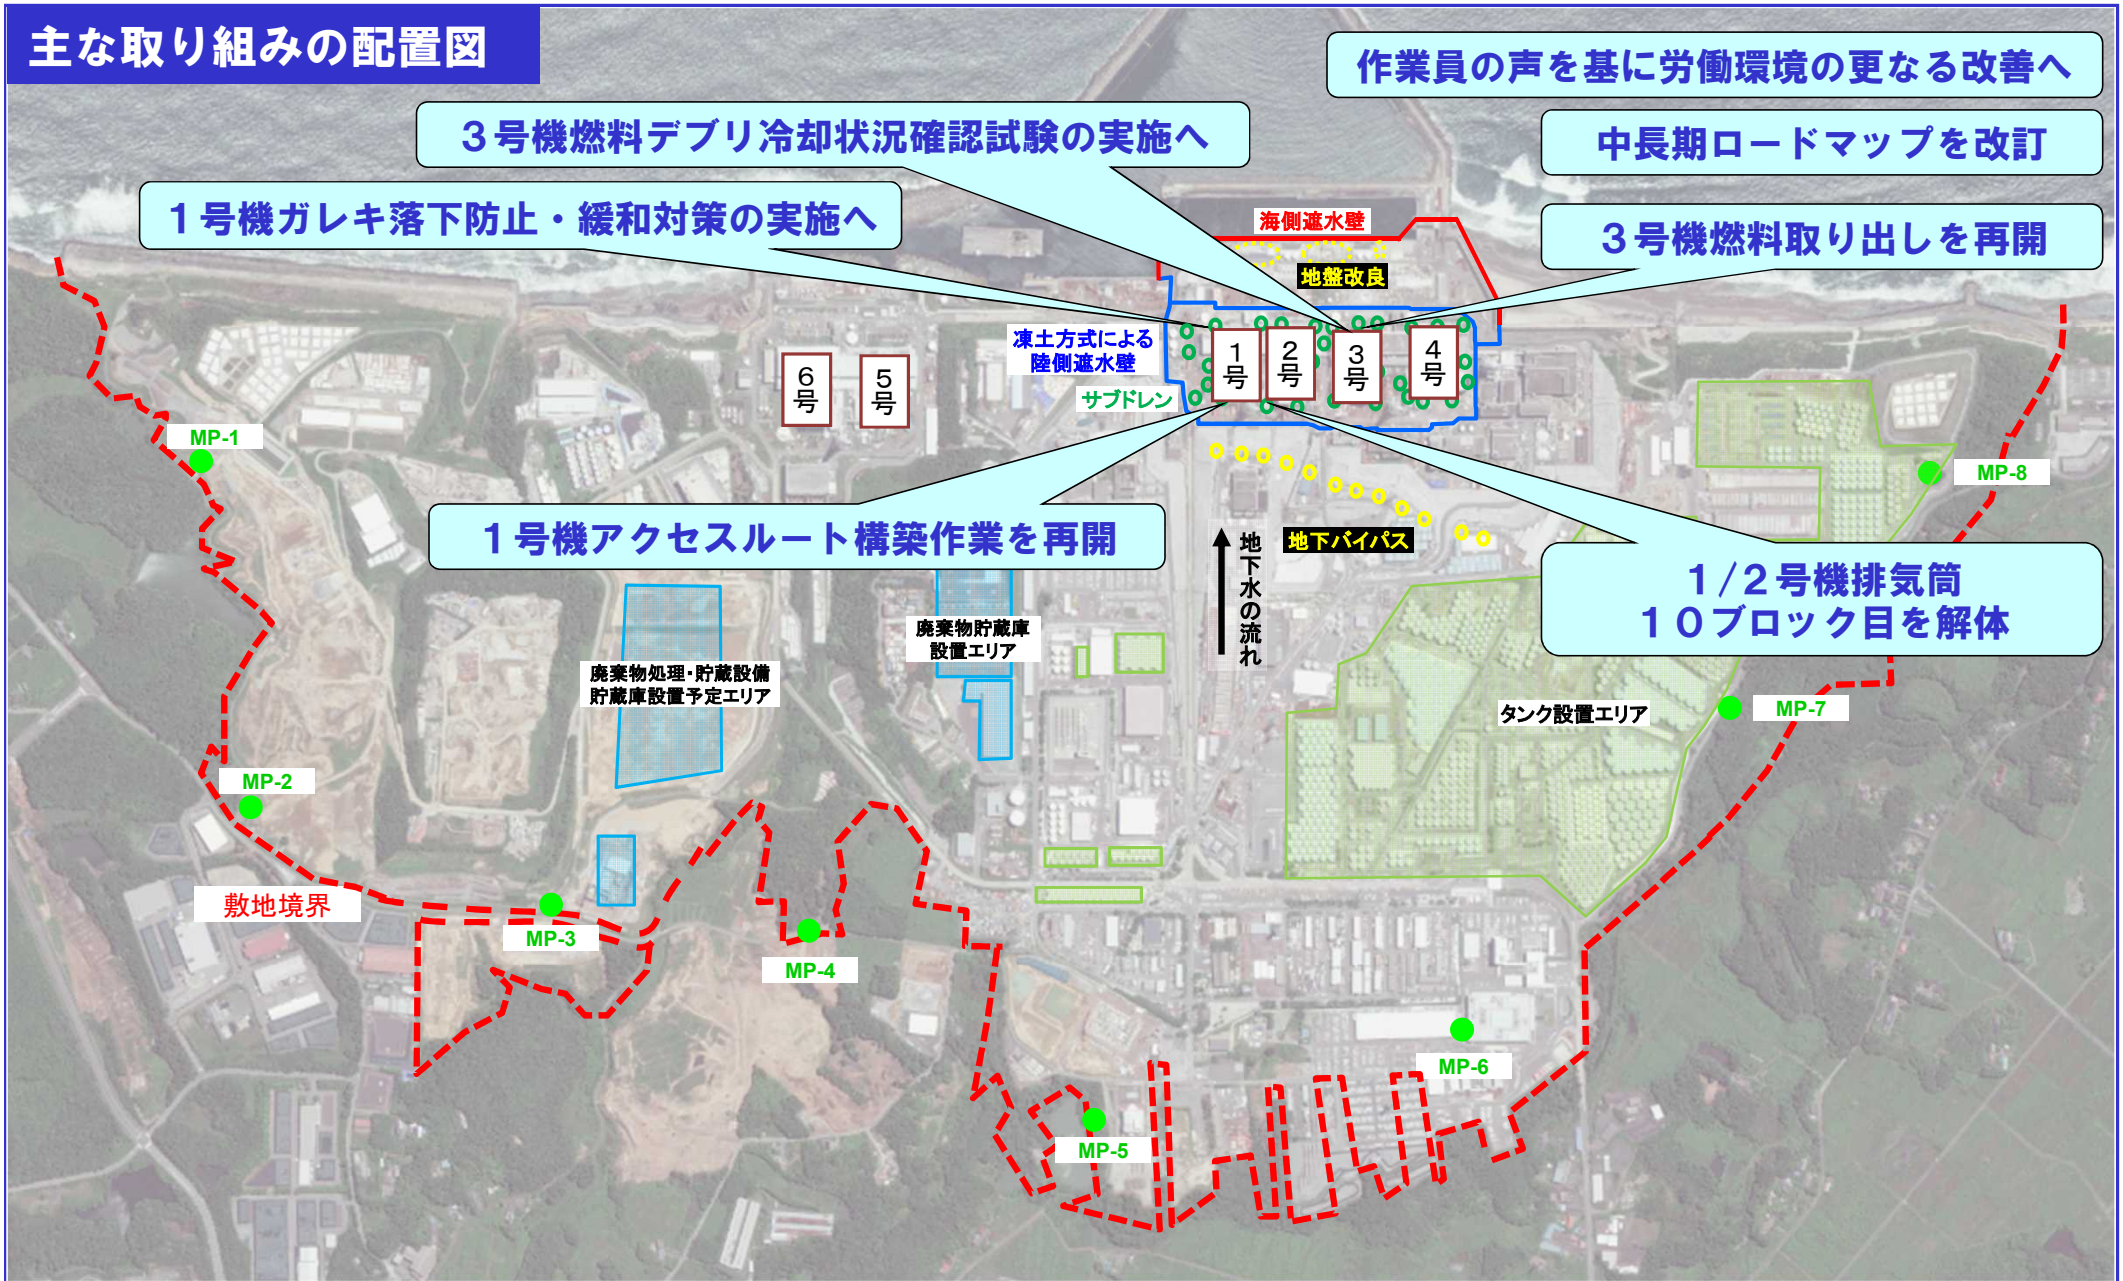 主な取り組みの配置図
作業員の声を基に労働環境の更なる改善へ
３号機燃料デブリ冷却状況確認試験の実施へ
中長期ロードマップを改訂
１号機ガレキ落下防止・緩和対策の実施へ
３号機燃料取り出しを再開
海側遮水壁
地盤改良
凍土方式による
陸側遮水壁
サブドレン
６号
５号
１号
２号
３号
４号
MP-1
MP-8
１号機アクセスルート構築作業を再開
地下水の流れ
地下バイパス
１/２号機排気筒
１０ブロック目を解体
廃棄物貯蔵庫
設置エリア
廃棄物処理・貯蔵設備
貯蔵庫設置予定エリア
タンク設置エリア
MP-7
MP-2
敷地境界
MP-3
MP-4
MP-6
MP-5